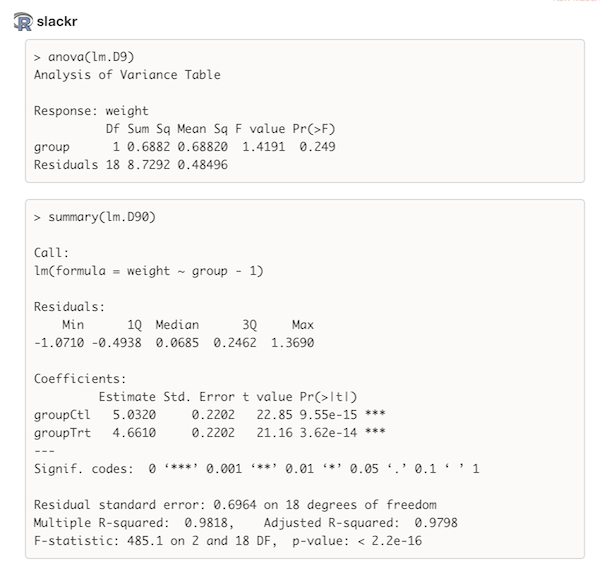 slackr
> anova(lm.D9)
Analysis of Variance Table
Response: weight
          Df Sum Sq Mean Sq F value Pr(>F)
group      1 0.6882 0.68820  1.4191  0.249
Residuals 18 8.7292 0.48496
> summary(lm.D90)
Call:
lm(formula = weight ~ group - 1)
Residuals:
    Min      1Q  Median      3Q     Max
-1.0710 -0.4938  0.0685  0.2462  1.3690
Coefficients:
         Estimate Std. Error t value Pr(>|t|)
groupCtl   5.0320     0.2202   22.85 9.55e-15 ***
groupTrt   4.6610     0.2202   21.16 3.62e-14 ***
---
Signif. codes:  0 ‘***’ 0.001 ‘**’ 0.01 ‘*’ 0.05 ‘.’ 0.1 ‘ ’ 1
Residual standard error: 0.6964 on 18 degrees of freedom
Multiple R-squared:  0.9818,    Adjusted R-squared:  0.9798
F-statistic: 485.1 on 2 and 18 DF,  p-value: < 2.2e-16